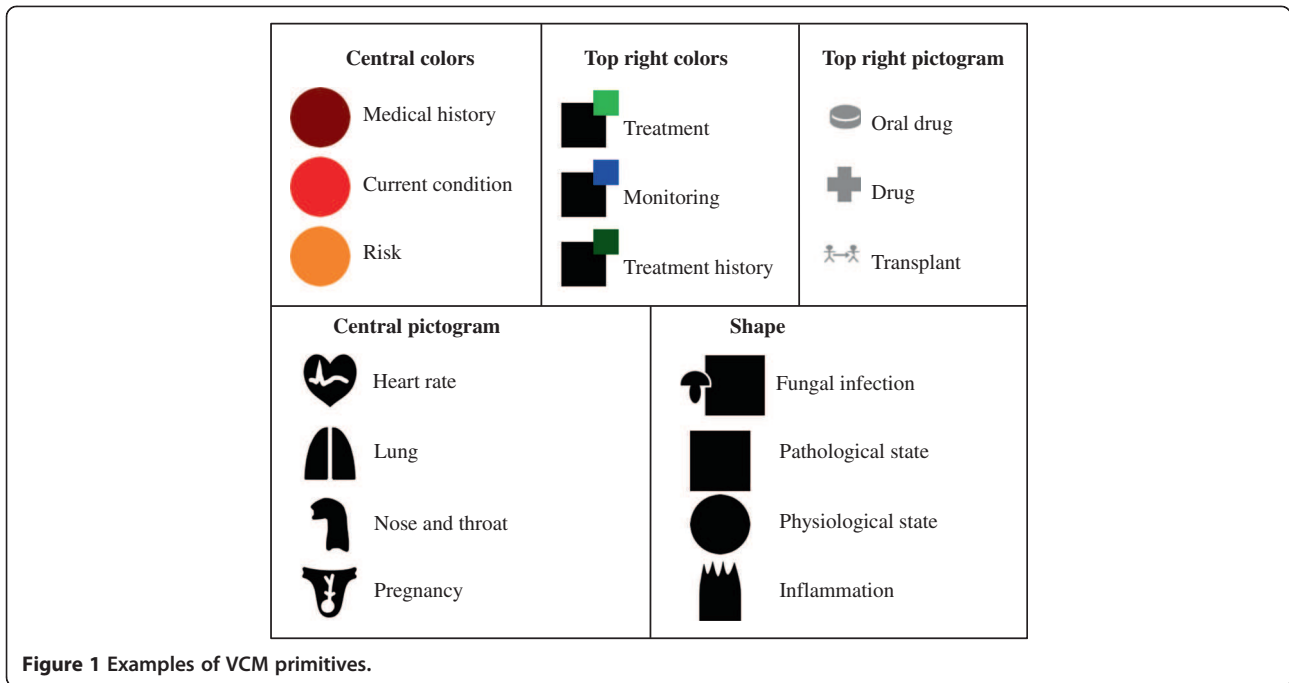 Central colors
Medical history
Current condition
Risk
Top right colors
Treatment
Monitoring
Treatment history
Top right pictogram
Oral drug
Drug
Transplant
Central pictogram
Heart rate
Lung
Nose and throat
Pregnancy
Shape
Fungal infection
Pathological state
Physiological state
Inflammation
Figure 1 Examples of VCM primitives.